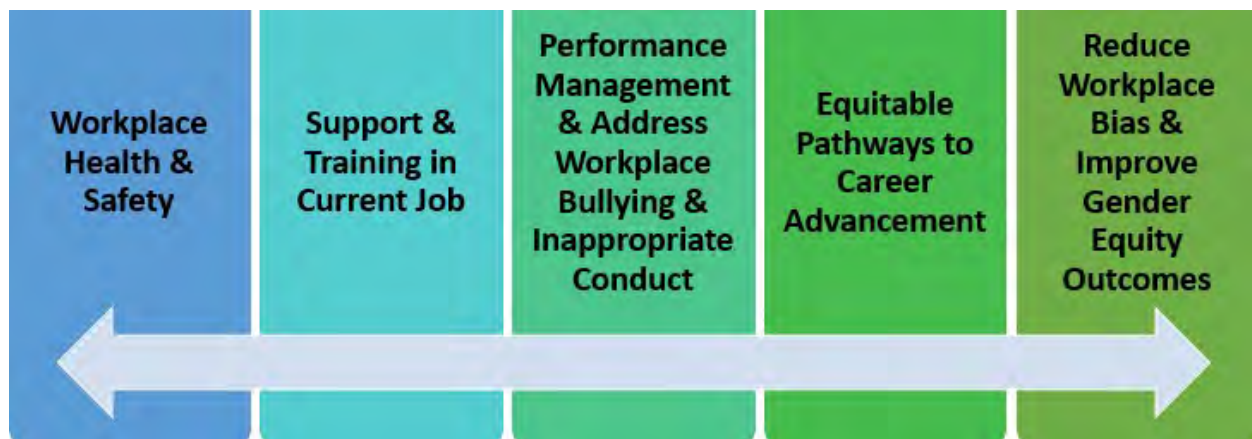 Workplace
Health &
Safety
Support &
Training in
Current Job
Performance
Management
& Address
Workplace
Bullying &
Inappropriate
Conduct
Equitable
Pathways to
Career
Advancement
Reduce
Workplace
Bias &
Improve
Gender
Equity
Outcomes